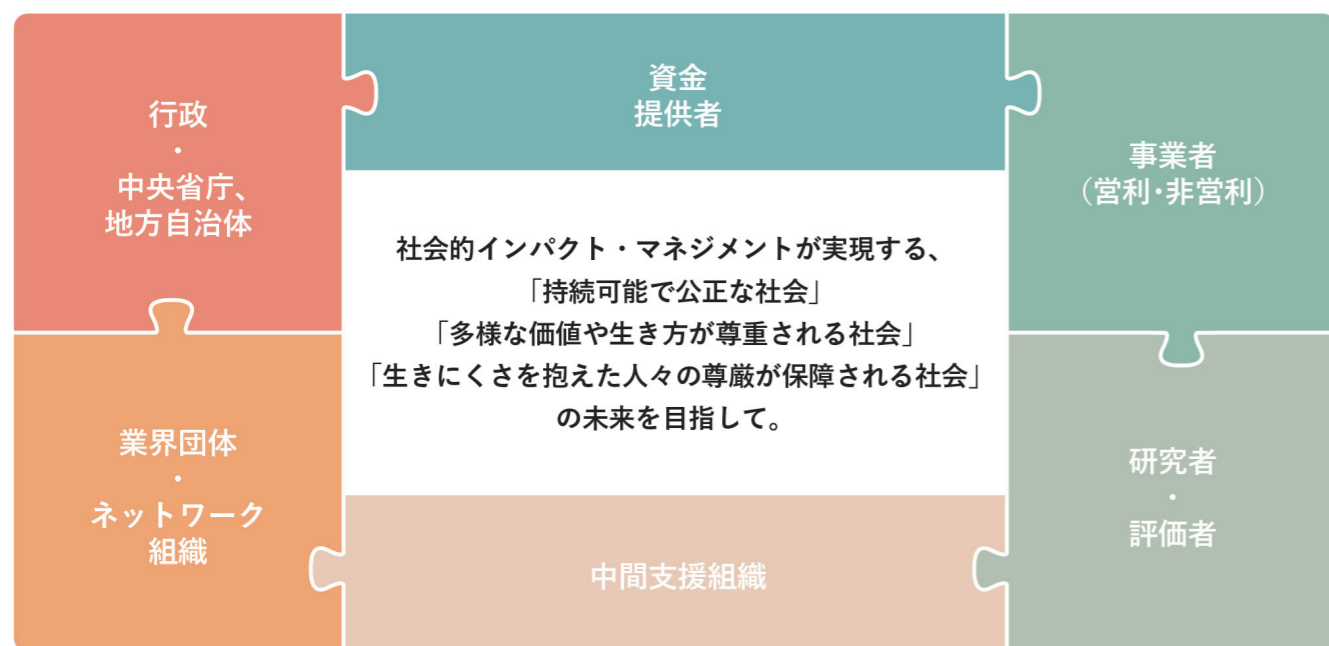 行政
・
中央省庁、
地方自治体
資金
提供者
事業者
（営利・非営利）
社会的インパクト・マネジメントが実現する、
「持続可能で公正な社会」
「多様な価値や生き方が尊重される社会」
「生きにくさを抱えた人々の尊厳が保障される社会」
の未来を目指して。
業界団体
・
ネットワーク
組織
中間支援組織
研究者
・
評価者